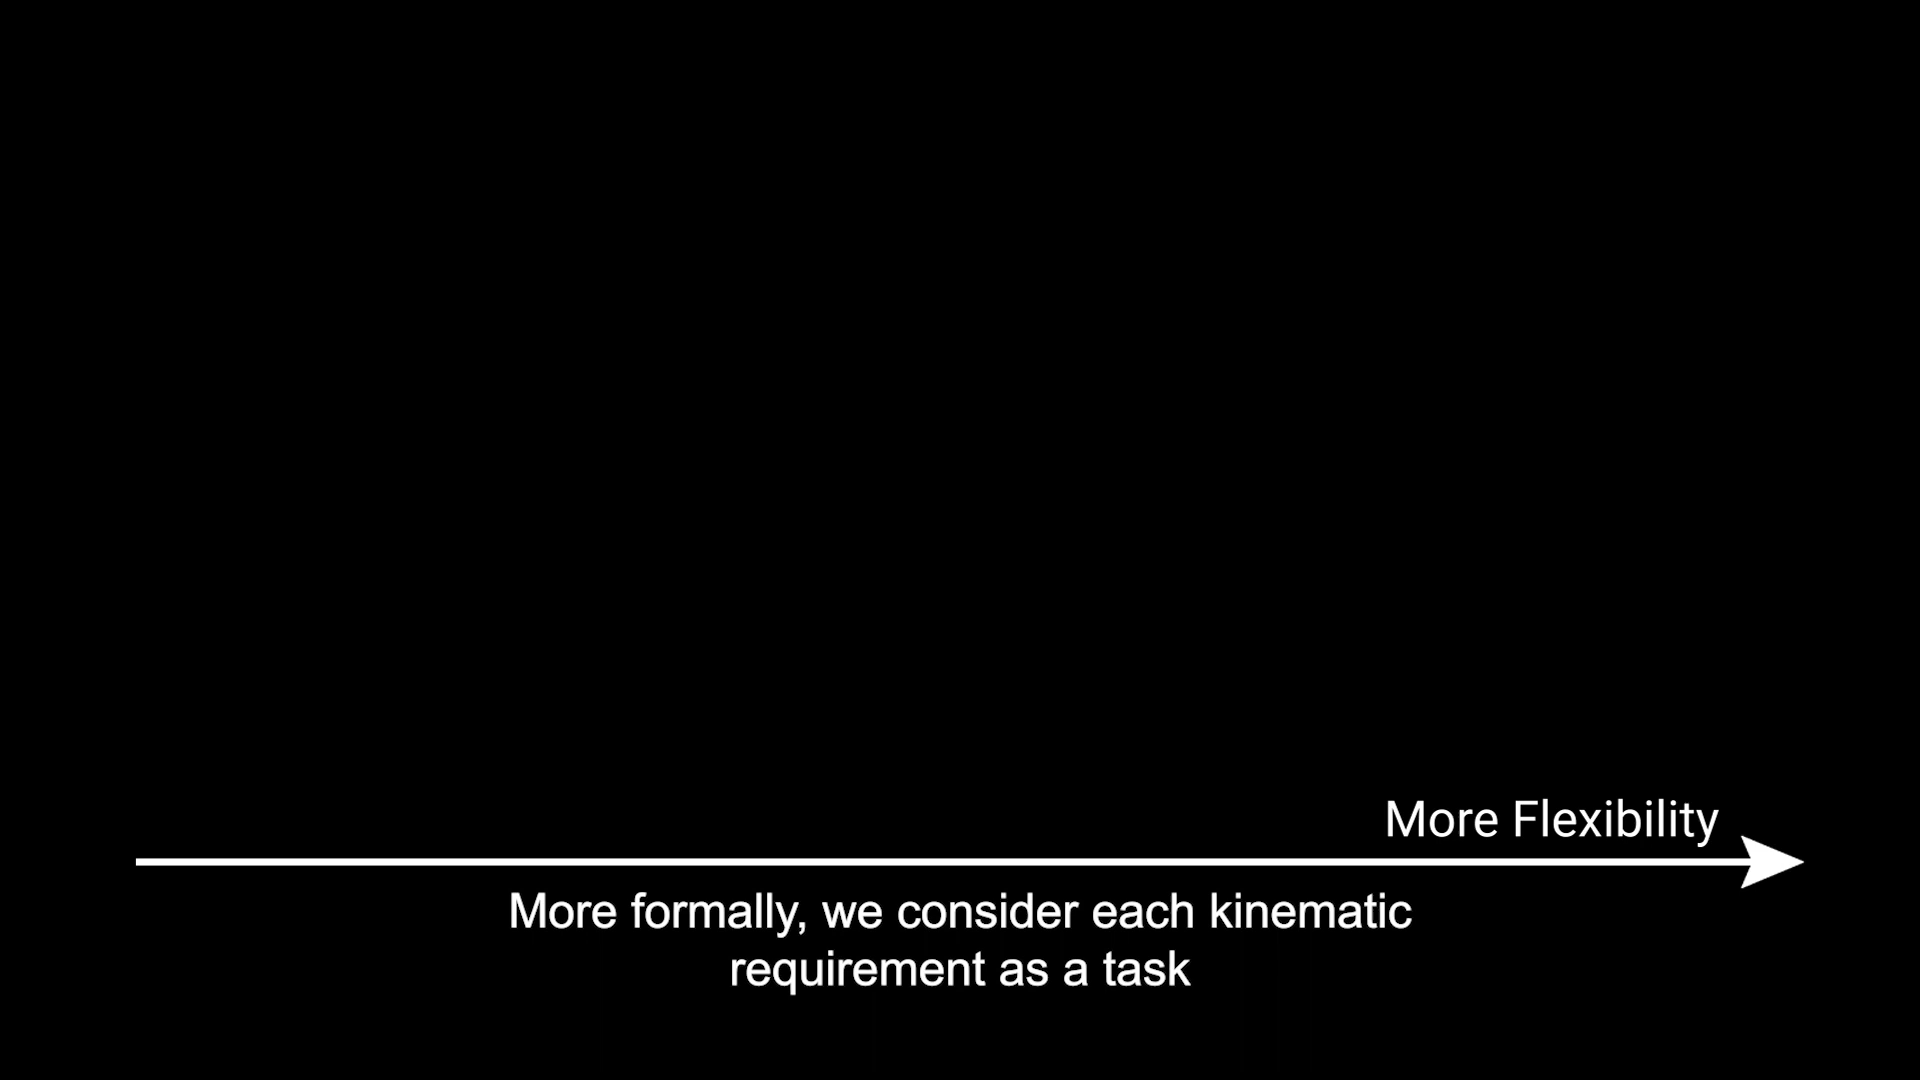 More Flexibility
More formally, we consider each kinematic
requirement as a task